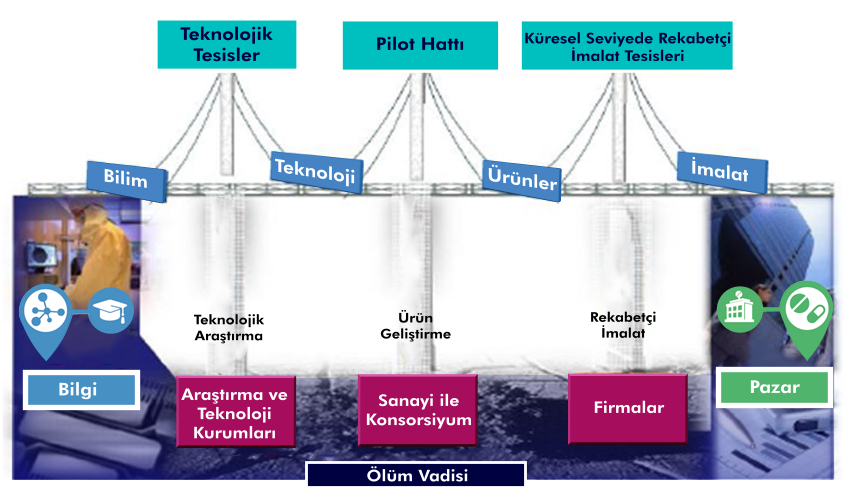 Teknolojik
Tesisler
Pilot Hattı
Küresel Seviyede Rekabetçi
İmalat Tesisleri
Bilim
Teknoloji
Ürünler
İmalat
Teknolojik
Araştırma
Ürün
Geliştirme
Rekabetçi
İmalat
Bilgi
Araştırma ve
Teknoloji
Kurumları
Sanayi ile
Konsorsiyum
Firmalar
Pazar
Ölüm Vadisi